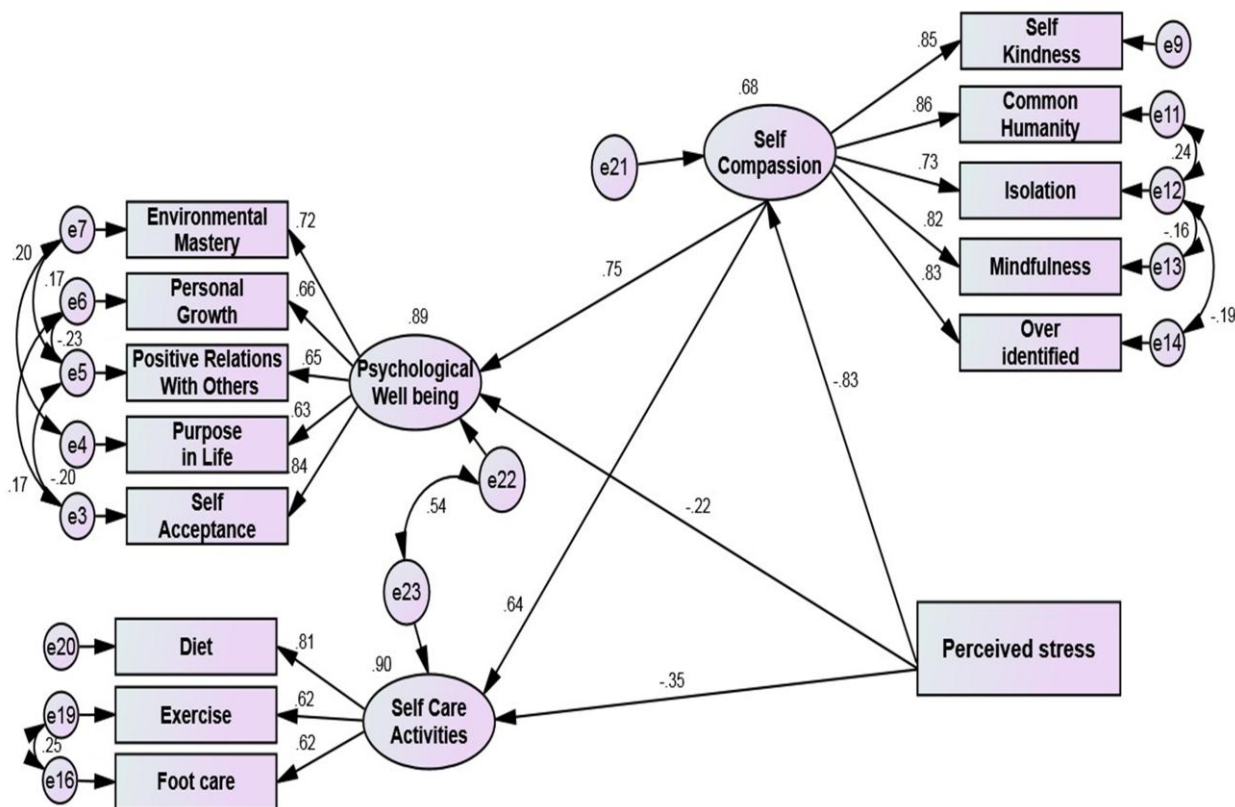 Self
Kindness
e9
.85
.68
.86
Common
Humanity
e11
Self
Compassion
e21
.24
.73
Isolation
e12
.82
-.16
Mindfulness
e13
.83
Over
identified
e14
-.19
e7
Environmental
Mastery
.72
.20
.17
e6
Personal
Growth
.66
-.23
e5
Positive Relations
With Others
.65
.89
Psychological
Well being
.75
e4
Purpose
in Life
.63
.17
-.20
e3
Self
Acceptance
.84
e22
.54
e23
-.83
-.22
.64
-.35
Perceived stress
e20
Diet
.81
.90
Self Care
Activities
e19
Exercise
.62
.25
e16
Foot care
.62